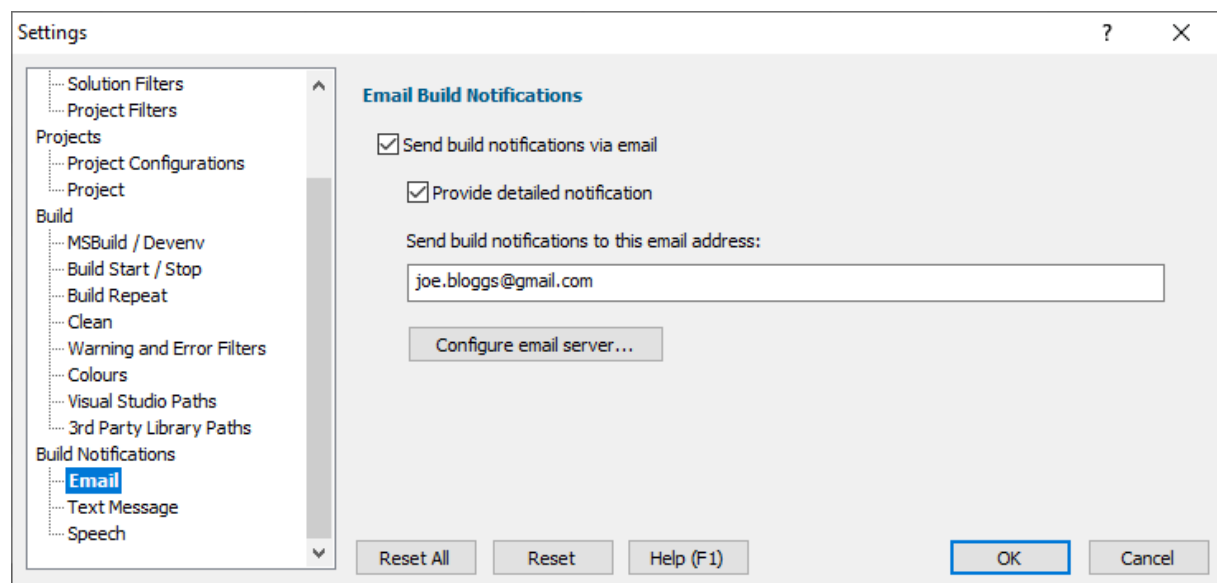 Settings
?
Solution Filters
Project Filters
Projects
Project Configurations
Project
Build
MSBuild / Devenv
Build Start / Stop
Build Repeat
Clean
Warning and Error Filters
Colours
Visual Studio Paths
3rd Party Library Paths
Build Notifications
Email
Text Message
Speech
Email Build Notifications
Send build notifications via email
Provide detailed notification
Send build notifications to this email address:
joe.bloggs@gmail.com
Configure email server...
Reset All
Reset
Help (F1)
OK
Cancel